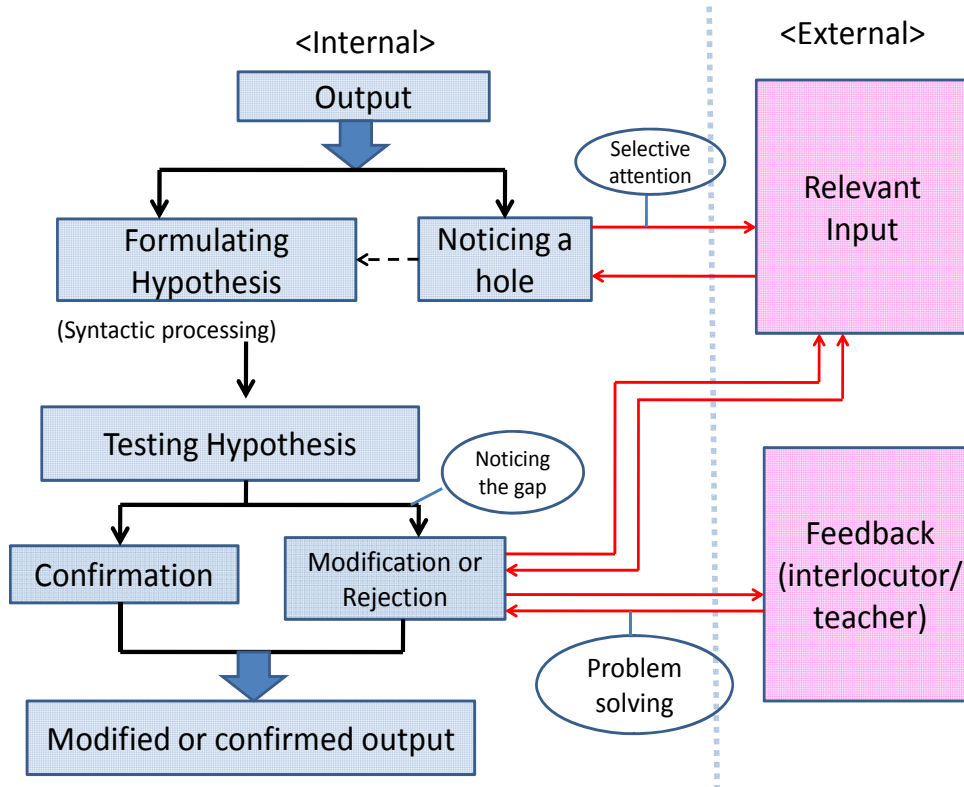 <Internal>
<External>
Output
Selective
attention
Relevant
Input
Formulating
Hypothesis
Noticing a
hole
(Syntactic processing)
Testing Hypothesis
Noticing
the gap
Confirmation
Modification or
Rejection
Feedback
(interlocutor/
teacher)
Problem
solving
Modified or confirmed output